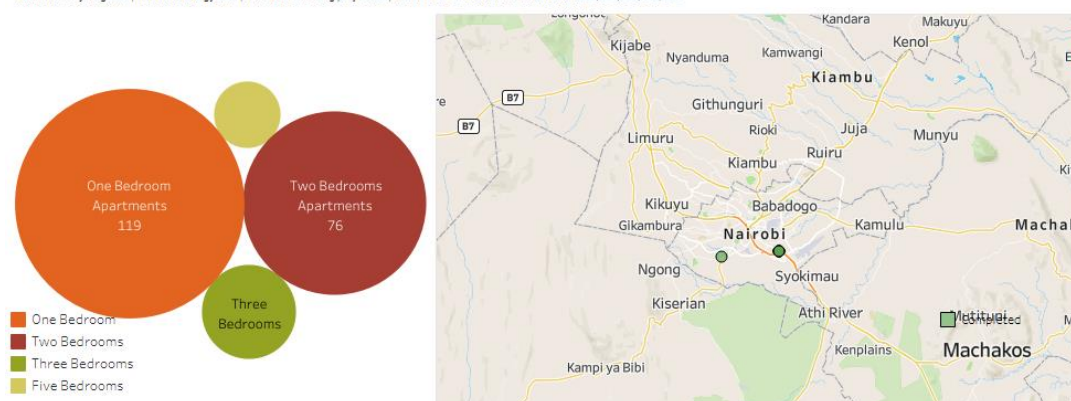 One Bedroom
Apartments
119
Two Bedrooms
Apartments
76
Three
Bedrooms
One Bedroom
Two Bedrooms
Three Bedrooms
Five Bedrooms
Longonot
Kijabe
Nyanduma
Kamwangi
Kandara
Makuyu
Kenol
Kiambu
B7
B7
Githunguri
Limuru
Rioki
Juja
Munyu
Ruiru
Kiambu
Kikuyu
Babadogo
Gikambura
Nairobi
Kamulu
Ngong
Syokimau
Kiserian
Athi River
Mutituni
Completed
Kenplains
Machakos
Kampi ya Bibi